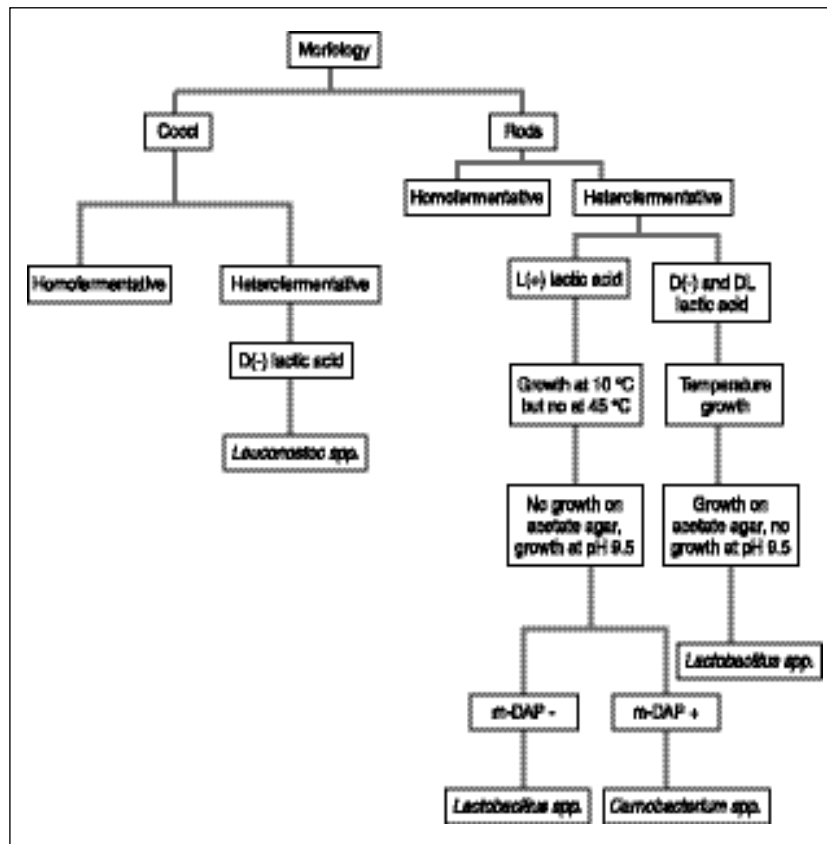 Morfology
Cocci
Rods
Homofermentative
Heterofermentative
Homofermentative
Heterofermentative
L(+) lactic acid
D(-) and DL
lactic acid
D(-) lactic acid
Growth at 10 °C
but no at 45 °C
Temperature
growth
Leuconostoc spp.
No growth on
acetate agar,
growth at pH 9.5
Growth on
acetate agar, no
growth at pH 9.5
Lactobacillus spp.
m-DAP -
m-DAP +
Lactobacillus spp.
Carnobacterium spp.